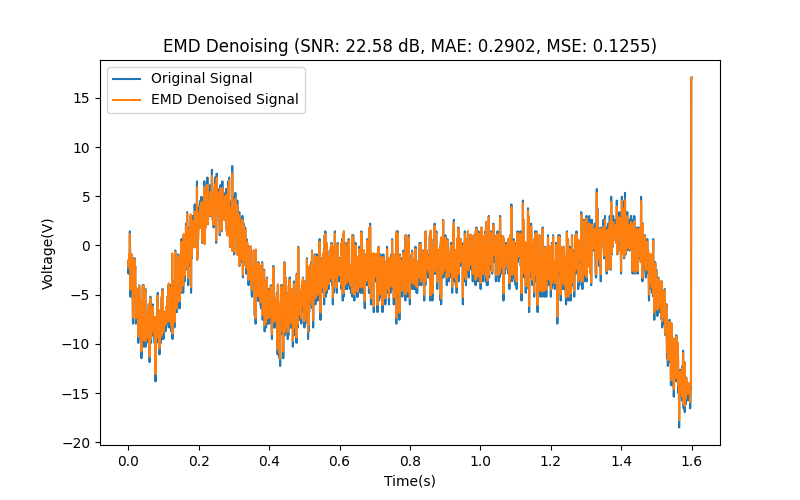 EMD Denoising (SNR: 22.58 dB, MAE: 0.2902, MSE: 0.1255)
Original Signal
EMD Denoised Signal
15
10
5
0
−5
−10
−15
−20
Voltage(V)
0.0 0.2 0.4 0.6 0.8 1.0 1.2 1.4 1.6
Time(s)